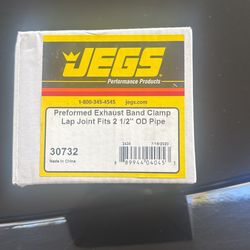 JEGS
Performance Products
1-800-345-4545 jegs.com
Preformed Exhaust Band Clamp
Lap Joint Fits 2 1/2" OD Pipe
30732
Made In China